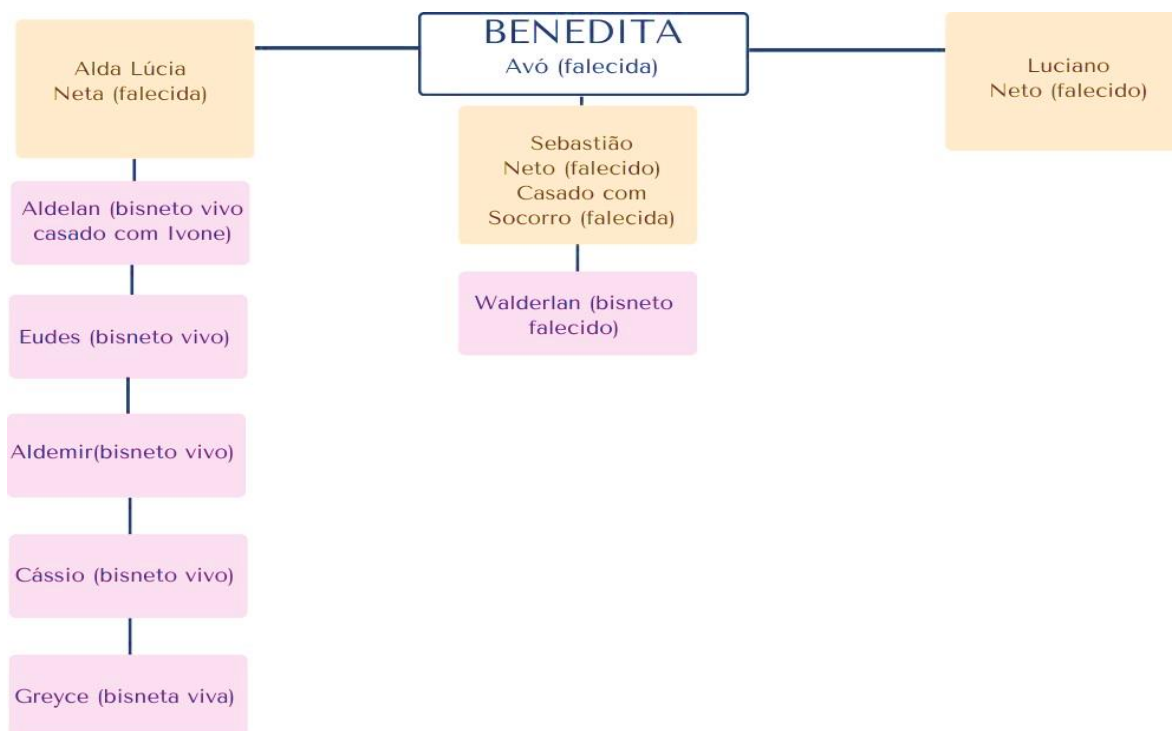 BENEDITA
Avó (falecida)
Alda Lúcia
Neta (falecida)
Luciano
Neto (falecido)
Sebastião
Neto (falecido)
Casado com
Socorro (falecida)
Aldelan (bisneto vivo
casado com Ivone)
Walderlan (bisneto
falecido)
Eudes (bisneto vivo)
Aldemir(bisneto vivo)
Cássio (bisneto vivo)
Greyce (bisneta viva)